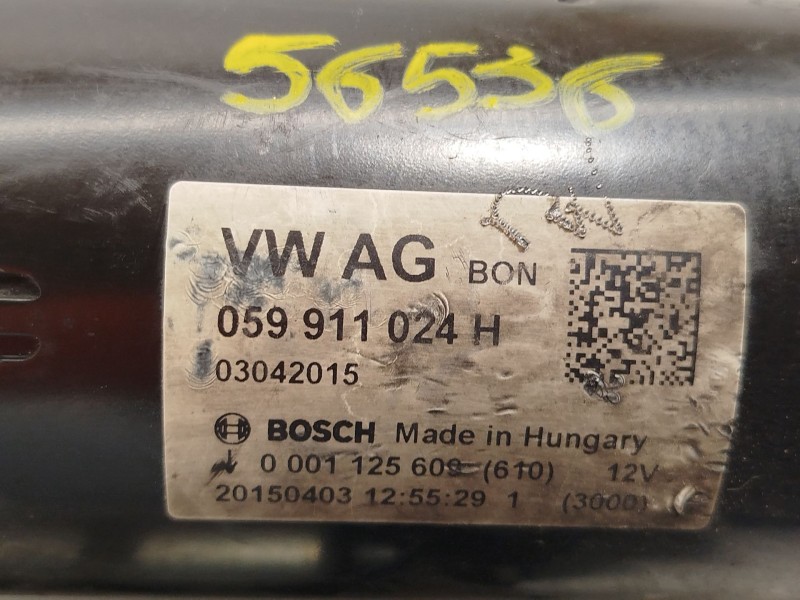 56536
VW AG BON
059 911 024 H
03042015
BOSCH Made in Hungary
0 001 125 609 (610) 12V
20150403 12:55:29 1 (3000)